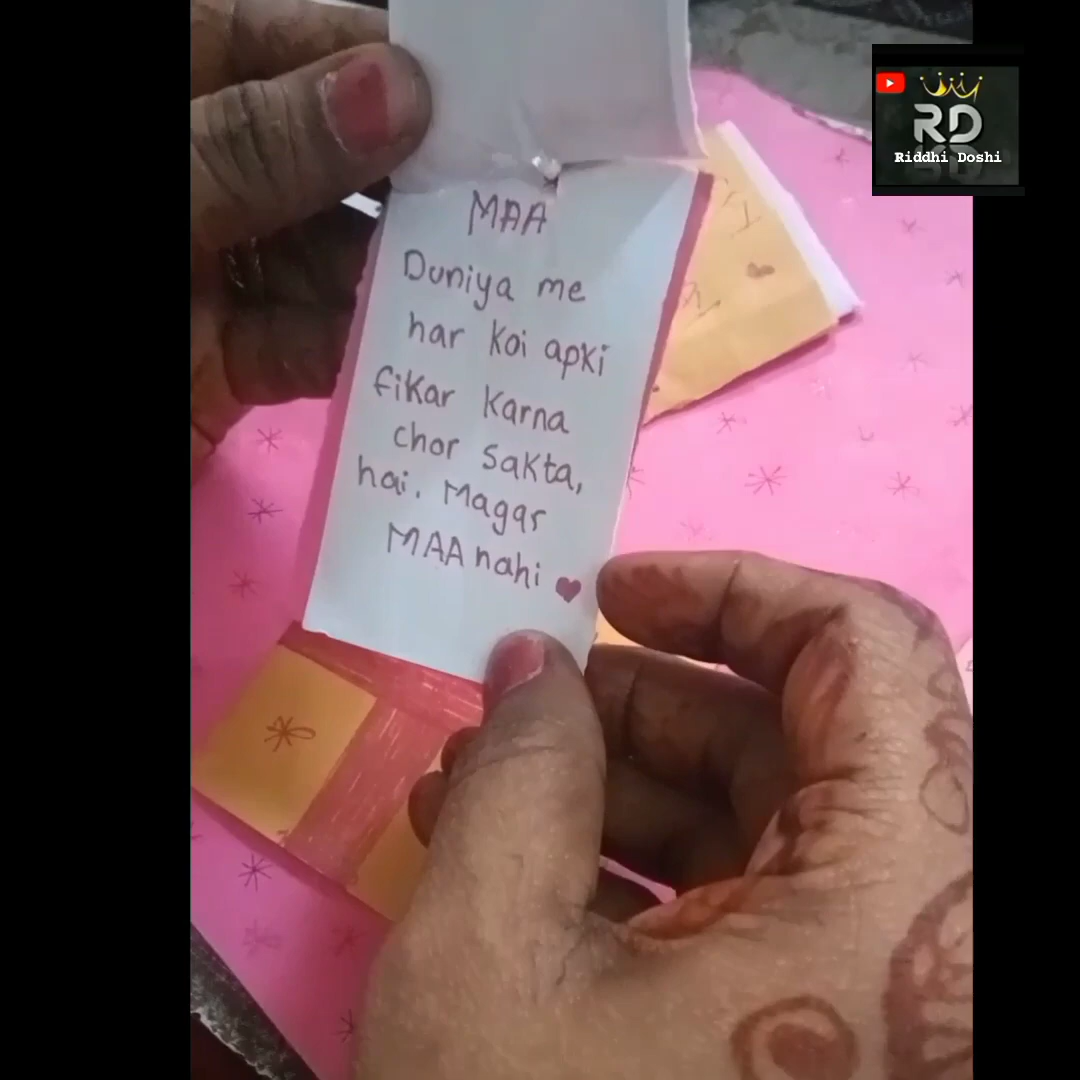 MAA
Duniya me
har koi apki
fikar karna
chor sakta,
hai. Magar
MAA nahi
RD
Riddhi Doshi